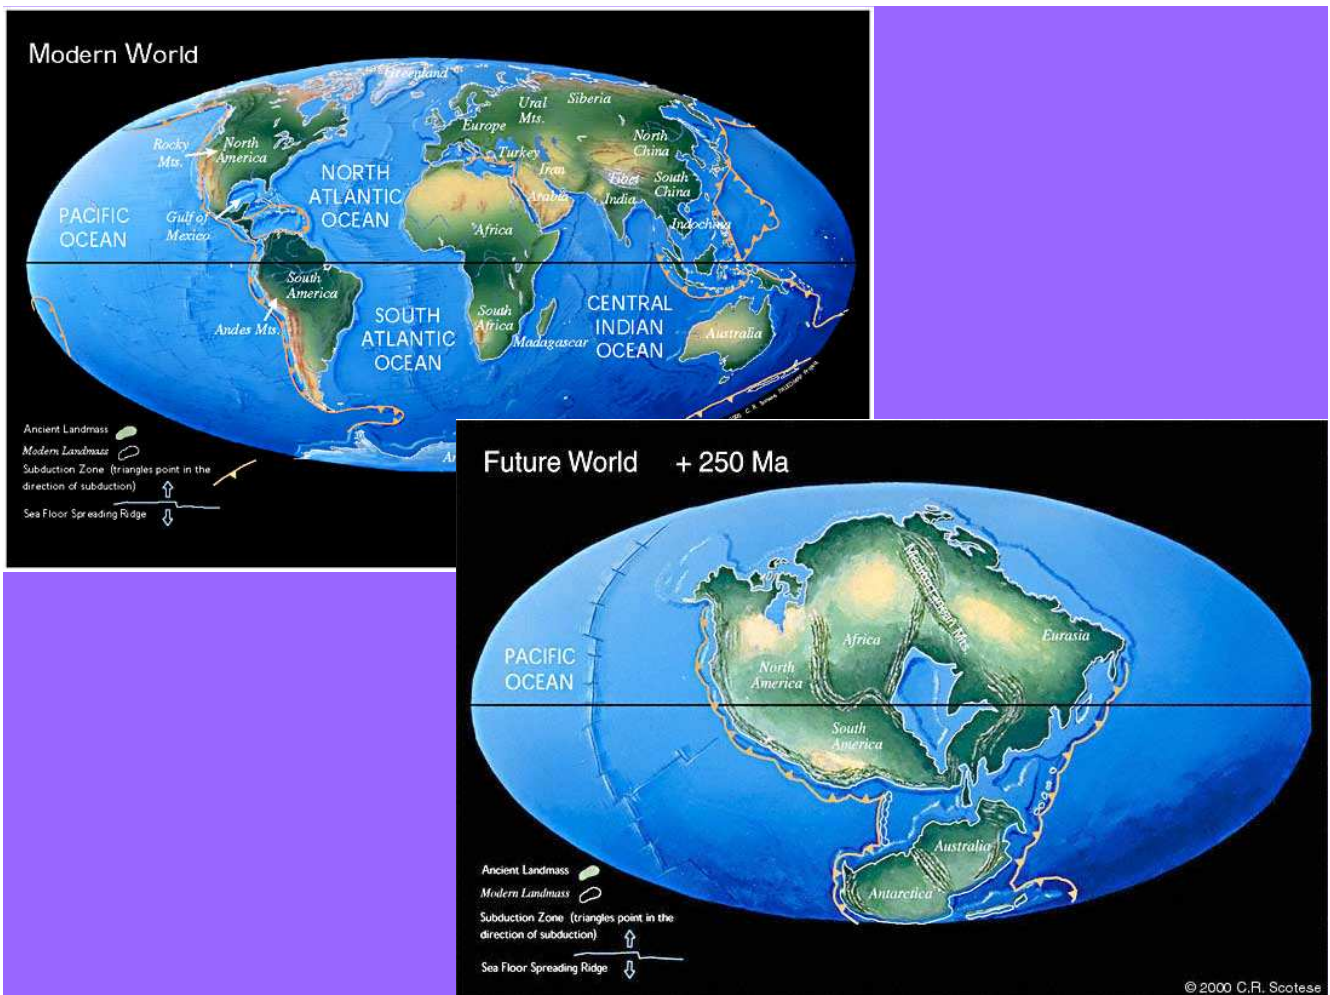 Modern World
Greenland
Siberia
Ural
Mts.
Europe
North
China
Rocky
Mts.
North
America
Turkey
Iran
Tibet
South
China
NORTH
ATLANTIC
OCEAN
Arabia
India
PACIFIC
OCEAN
Gulf of
Mexico
Africa
Indochina
South
America
Andes Mts.
SOUTH
ATLANTIC
OCEAN
South
Africa
Madagascar
CENTRAL
INDIAN
OCEAN
Australia
Ancient Landmass
Modern Landmass
Subduction Zone (triangles point in the
direction of subduction)
Sea Floor Spreading Ridge
Future World + 250 Ma
Mediterranean Mts.
Eurasia
Africa
PACIFIC
OCEAN
North
America
South
America
Australia
Antarctica
Ancient Landmass
Modern Landmass
Subduction Zone (triangles point in the
direction of subduction)
Sea Floor Spreading Ridge
© 2000 C.R. Scotese